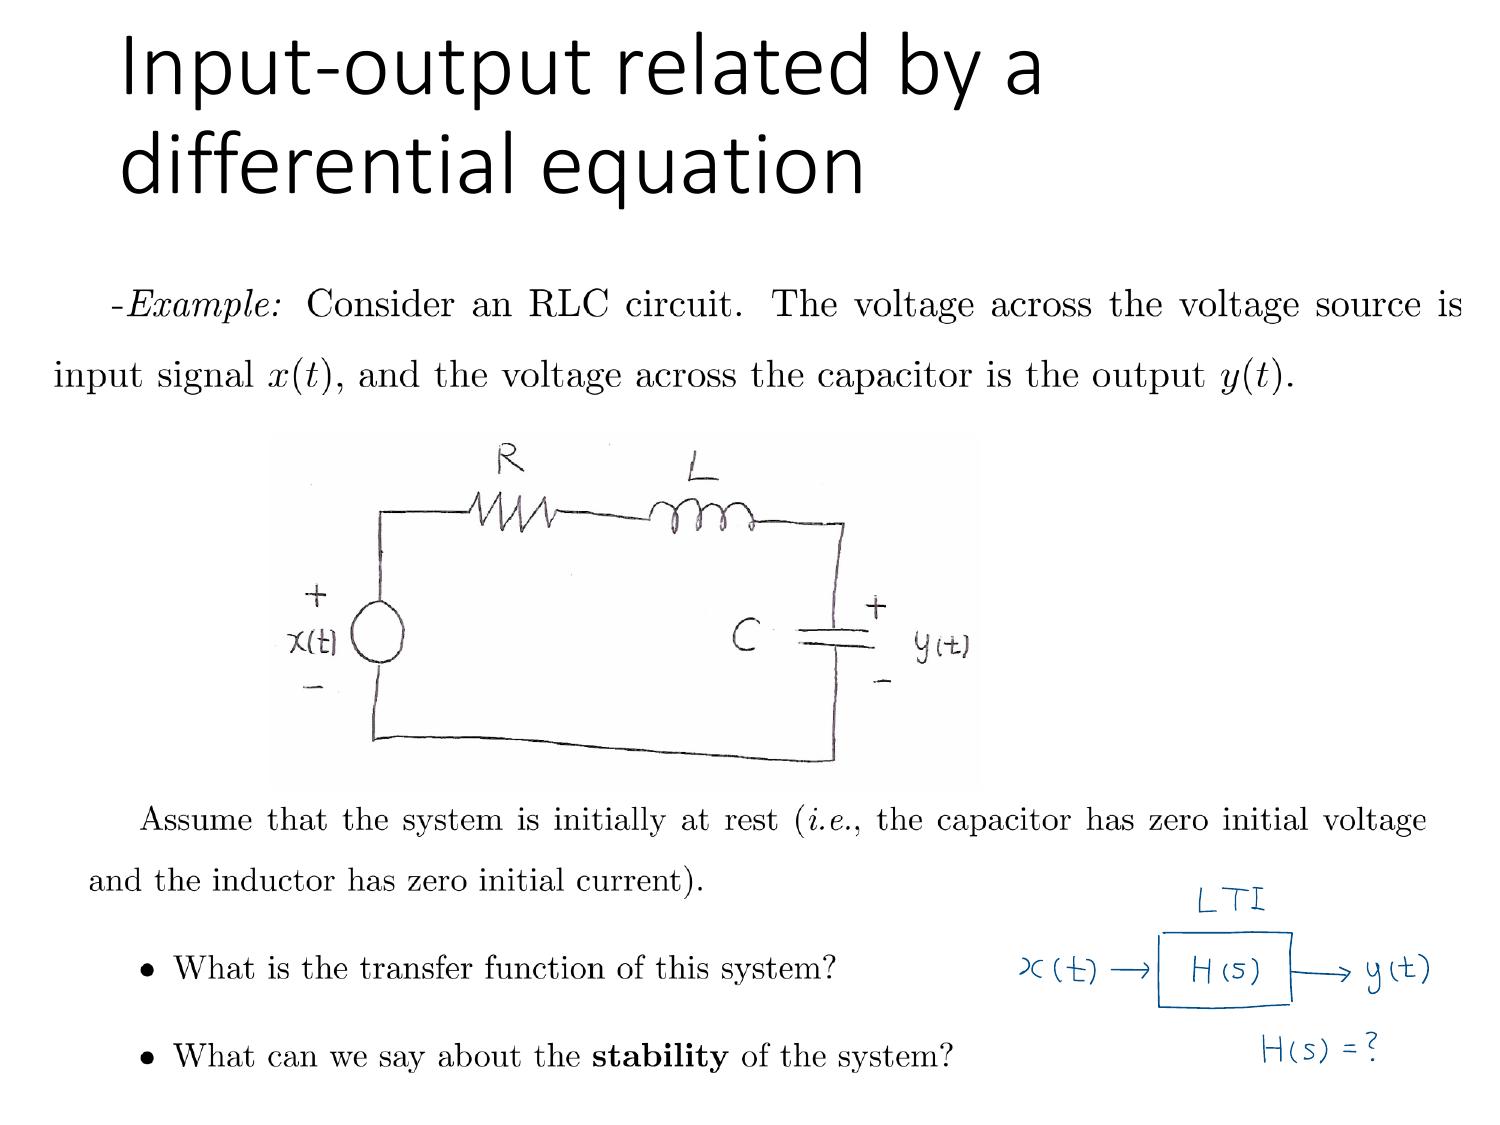 Input-output related by a
differential equation
-Example: Consider an RLC circuit. The voltage across the voltage source is
input signal x(t), and the voltage across the capacitor is the output y(t).
R
L
+
x(t)
−
C
+
y(t)
−
Assume that the system is initially at rest (i.e., the capacitor has zero initial voltage
and the inductor has zero initial current).
• What is the transfer function of this system?
• What can we say about the stability of the system?
LTI
x(t) → H(s) → y(t)
H(s) = ?